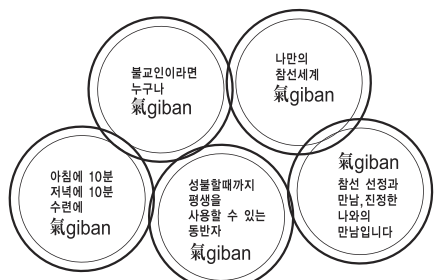 불교인이라면
누구나
氣giban
나만의
참선세계
氣giban
아침에 10분
저녁에 10분
수련에
氣giban
성불할때까지
평생을
사용할 수 있는
동반자
氣giban
氣giban
참선 선정과
만남,진정한
나와의
만남입니다